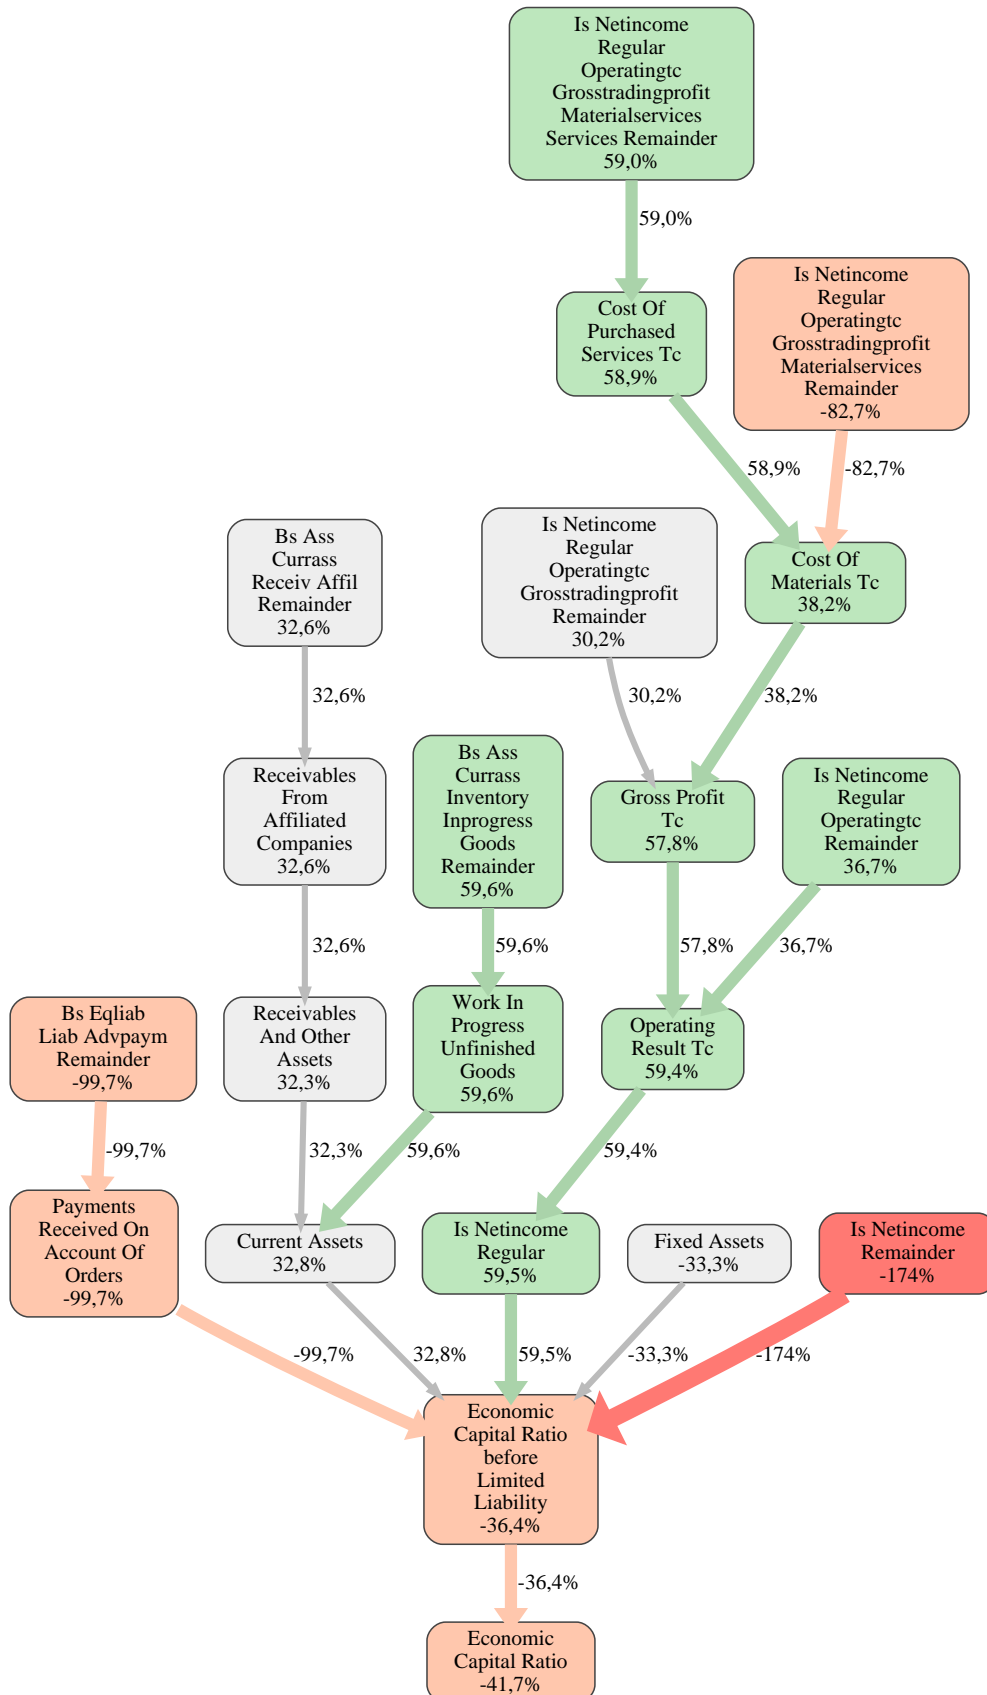 Is Netincome
Regular
Operatingtc
Grosstradingprofit
Materialservices
Services Remainder
59,0%
59,0%
Is Netincome
Regular
Operatingtc
Grosstradingprofit
Materialservices
Remainder
-82,7%
Cost Of
Purchased
Services Tc
58,9%
58,9%
-82,7%
Bs Ass
Currass
Receiv Affil
Remainder
32,6%
Is Netincome
Regular
Operatingtc
Grosstradingprofit
Remainder
30,2%
Cost Of
Materials Tc
38,2%
32,6%
30,2%
38,2%
Receivables
From
Affiliated
Companies
32,6%
Bs Ass
Currass
Inventory
Inprogress
Goods
Remainder
59,6%
Gross Profit
Tc
57,8%
Is Netincome
Regular
Operatingtc
Remainder
36,7%
32,6%
59,6%
57,8%
36,7%
Bs Eqliab
Liab Advpaym
Remainder
-99,7%
Receivables
And Other
Assets
32,3%
Work In
Progress
Unfinished
Goods
59,6%
Operating
Result Tc
59,4%
-99,7%
32,3%
59,6%
59,4%
Payments
Received On
Account Of
Orders
-99,7%
Current Assets
32,8%
Is Netincome
Regular
59,5%
Fixed Assets
-33,3%
Is Netincome
Remainder
-174%
-99,7%
32,8%
59,5%
-33,3%
-174%
Economic
Capital Ratio
before
Limited
Liability
-36,4%
-36,4%
Economic
Capital Ratio
-41,7%